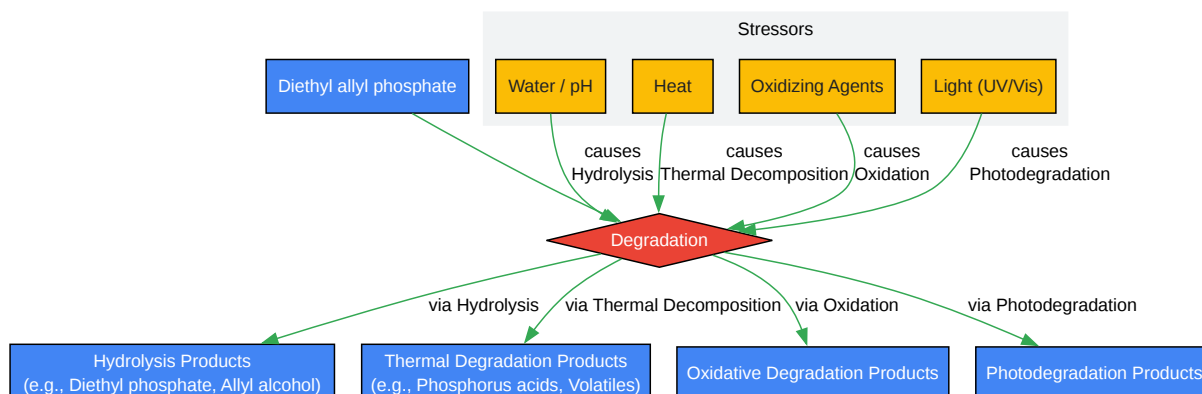 Stressors
Diethyl allyl phosphate
Water / pH
Heat
Oxidizing Agents
Light (UV/Vis)
causes
Hydrolysis
causes
Thermal Decomposition
causes
Oxidation
causes
Photodegradation
Degradation
via Hydrolysis
via Thermal Decomposition
via Oxidation
via Photodegradation
Hydrolysis Products
(e.g., Diethyl phosphate, Allyl alcohol)
Thermal Degradation Products
(e.g., Phosphorus acids, Volatiles)
Oxidative Degradation Products
Photodegradation Products